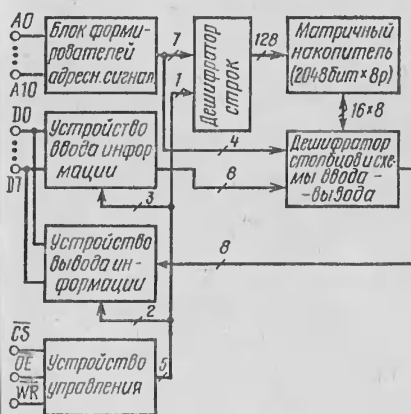 A0
A10
Блок форми-
рователей
адресн. сигнал.
7
1
Дешифратор
строк
128
Матричный
накопитель
(2048бит×8р)
16×8
D0
D7
Устройство
ввода инфор-
мации
4
8
Дешифратор
столбцов и схе-
мы ввода -
-вывода
3
Устройство
вывода ин-
формации
8
2
CS
OE
WR
Устройство
управления
5